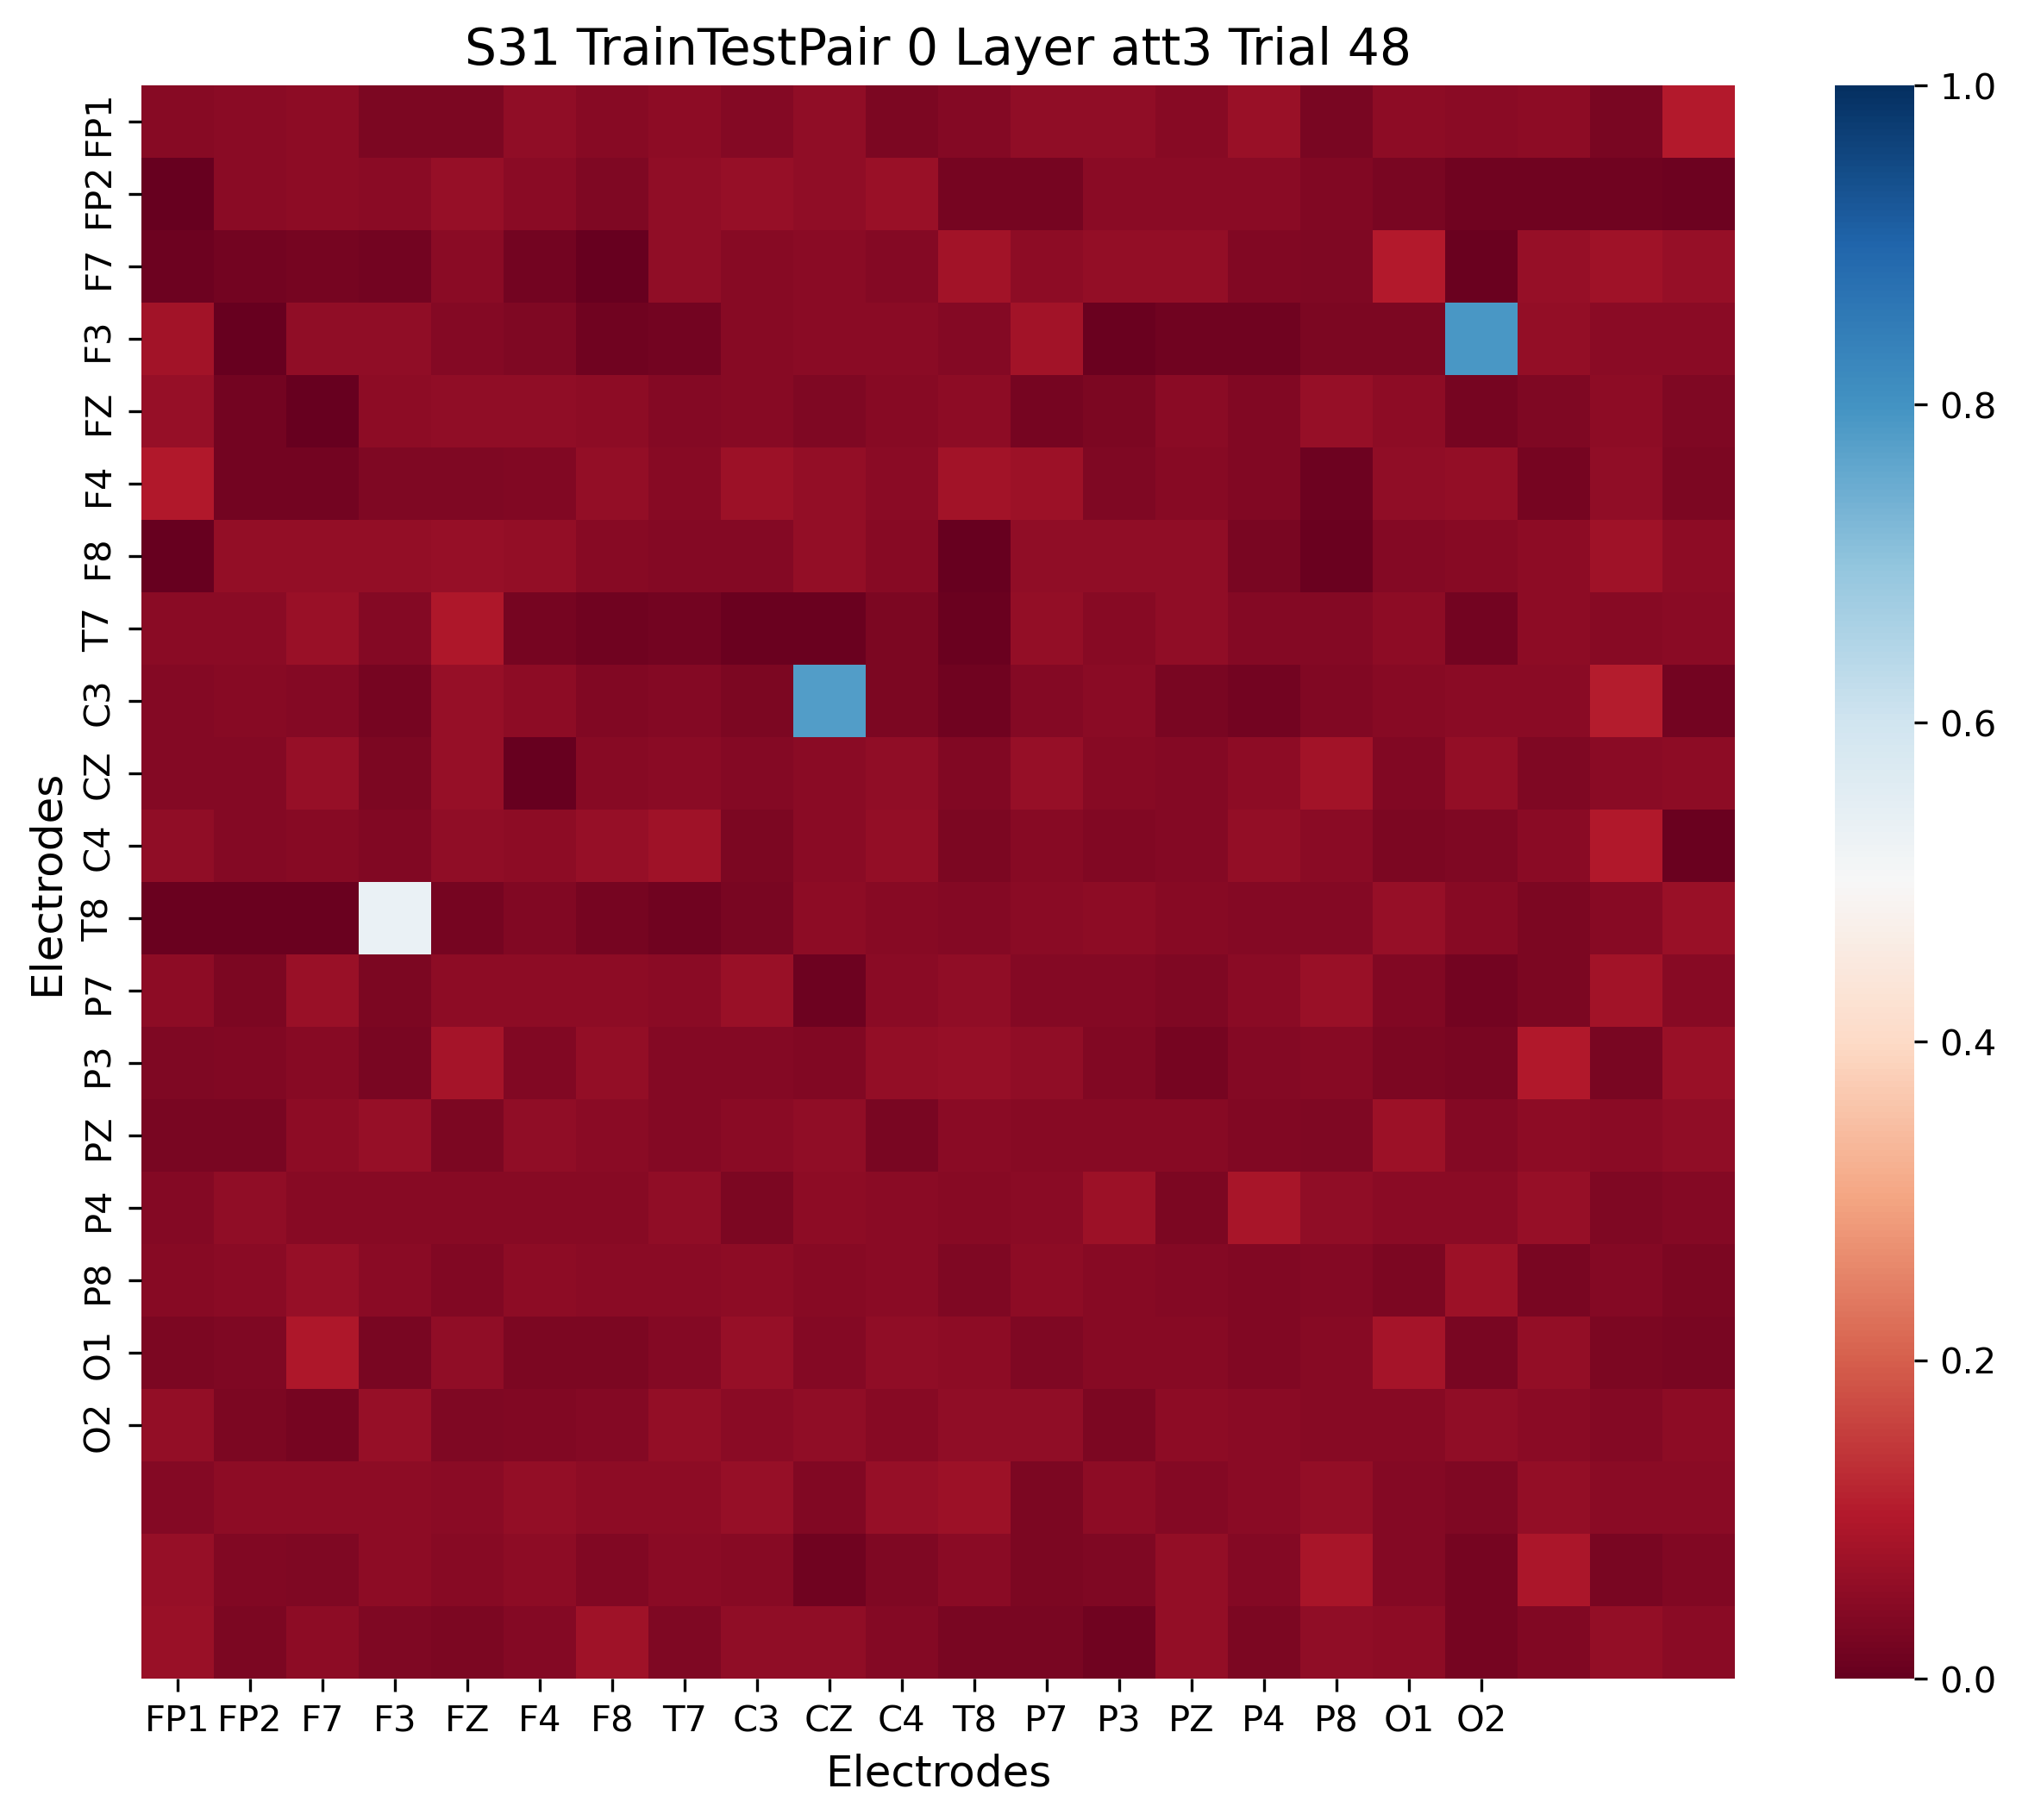 S31 TrainTestPair 0 Layer att3 Trial 48
Electrodes
FP1
FP2
F7
F3
FZ
F4
F8
T7
C3
CZ
C4
T8
P7
P3
PZ
P4
P8
O1
O2
FP1 FP2 F7 F3 FZ F4 F8 T7 C3 CZ C4 T8 P7 P3 PZ P4 P8 O1 O2
Electrodes
1.0
0.8
0.6
0.4
0.2
0.0